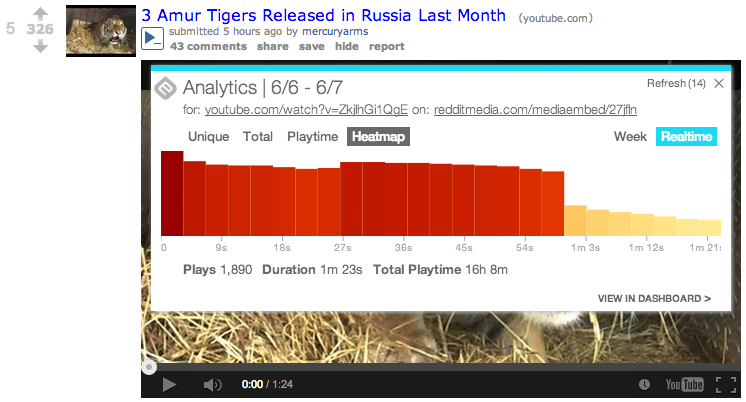 3 Amur Tigers Released in Russia Last Month (youtube.com)
5 326
submitted 5 hours ago by mercuryarms
43 comments share save hide report
Analytics | 6/6 - 6/7
Refresh (14)
for: youtube.com/watch?v=ZkjlhGi1QgE on: redditmedia.com/mediaembed/27jfln
Unique Total Playtime Heatmap Week Realtime
0 9s 18s 27s 36s 45s 54s 1m 3s 1m 12s 1m 21s
Plays 1,890 Duration 1m 23s Total Playtime 16h 8m
VIEW IN DASHBOARD >
0:00 / 1:24
YouTube